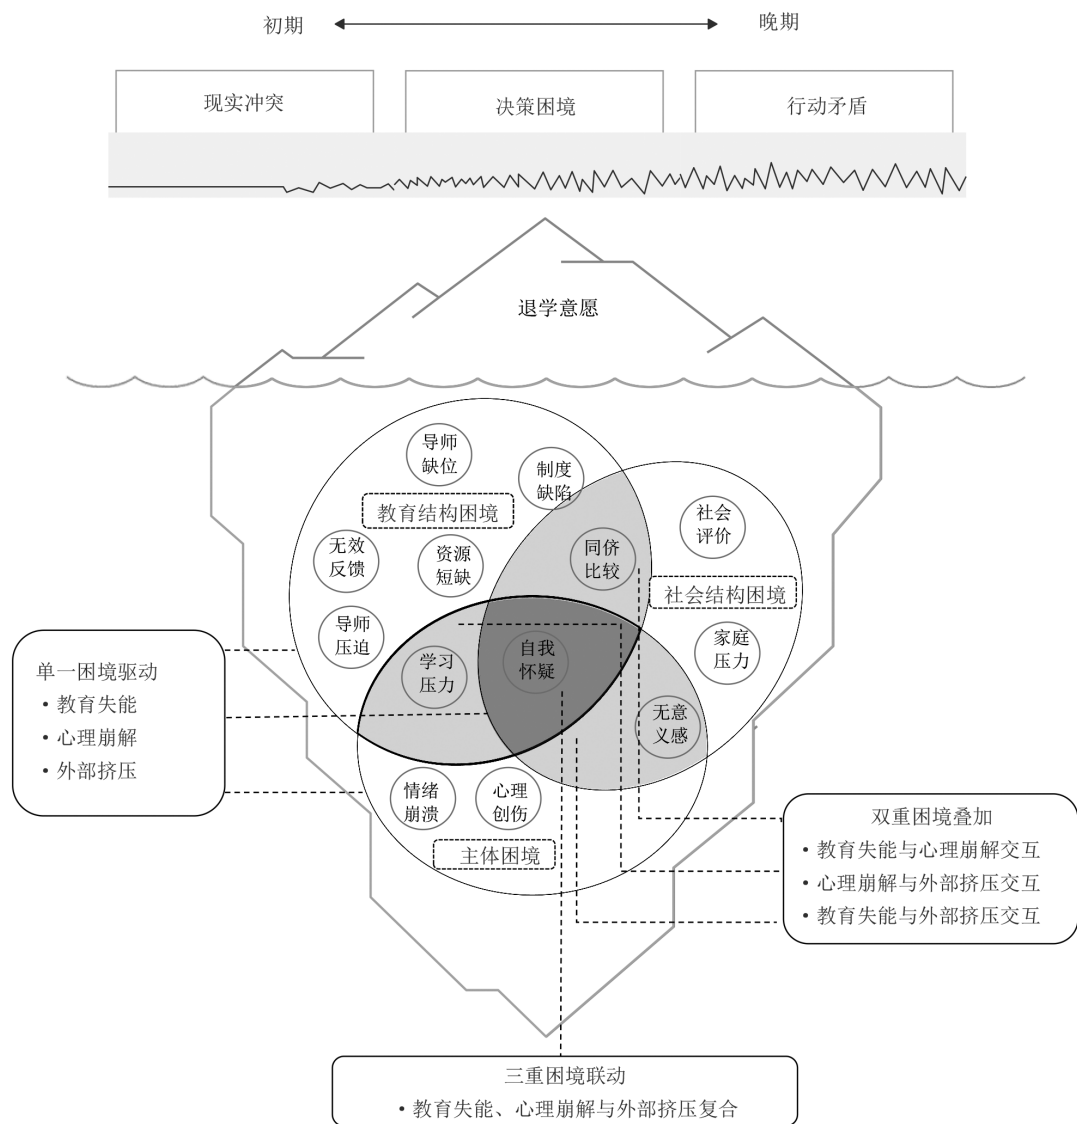 初期
晚期
现实冲突
决策困境
行动矛盾
退学意愿
导师
缺位
制度
缺陷
教育结构困境
社会
评价
无效
反馈
资源
短缺
同侪
比较
社会结构困境
导师
压迫
学习
压力
自我
怀疑
家庭
压力
无意
义感
单一困境驱动
• 教育失能
• 心理崩解
• 外部挤压
情绪
崩溃
心理
创伤
主体困境
双重困境叠加
• 教育失能与心理崩解交互
• 心理崩解与外部挤压交互
• 教育失能与外部挤压交互
三重困境联动
• 教育失能、心理崩解与外部挤压复合